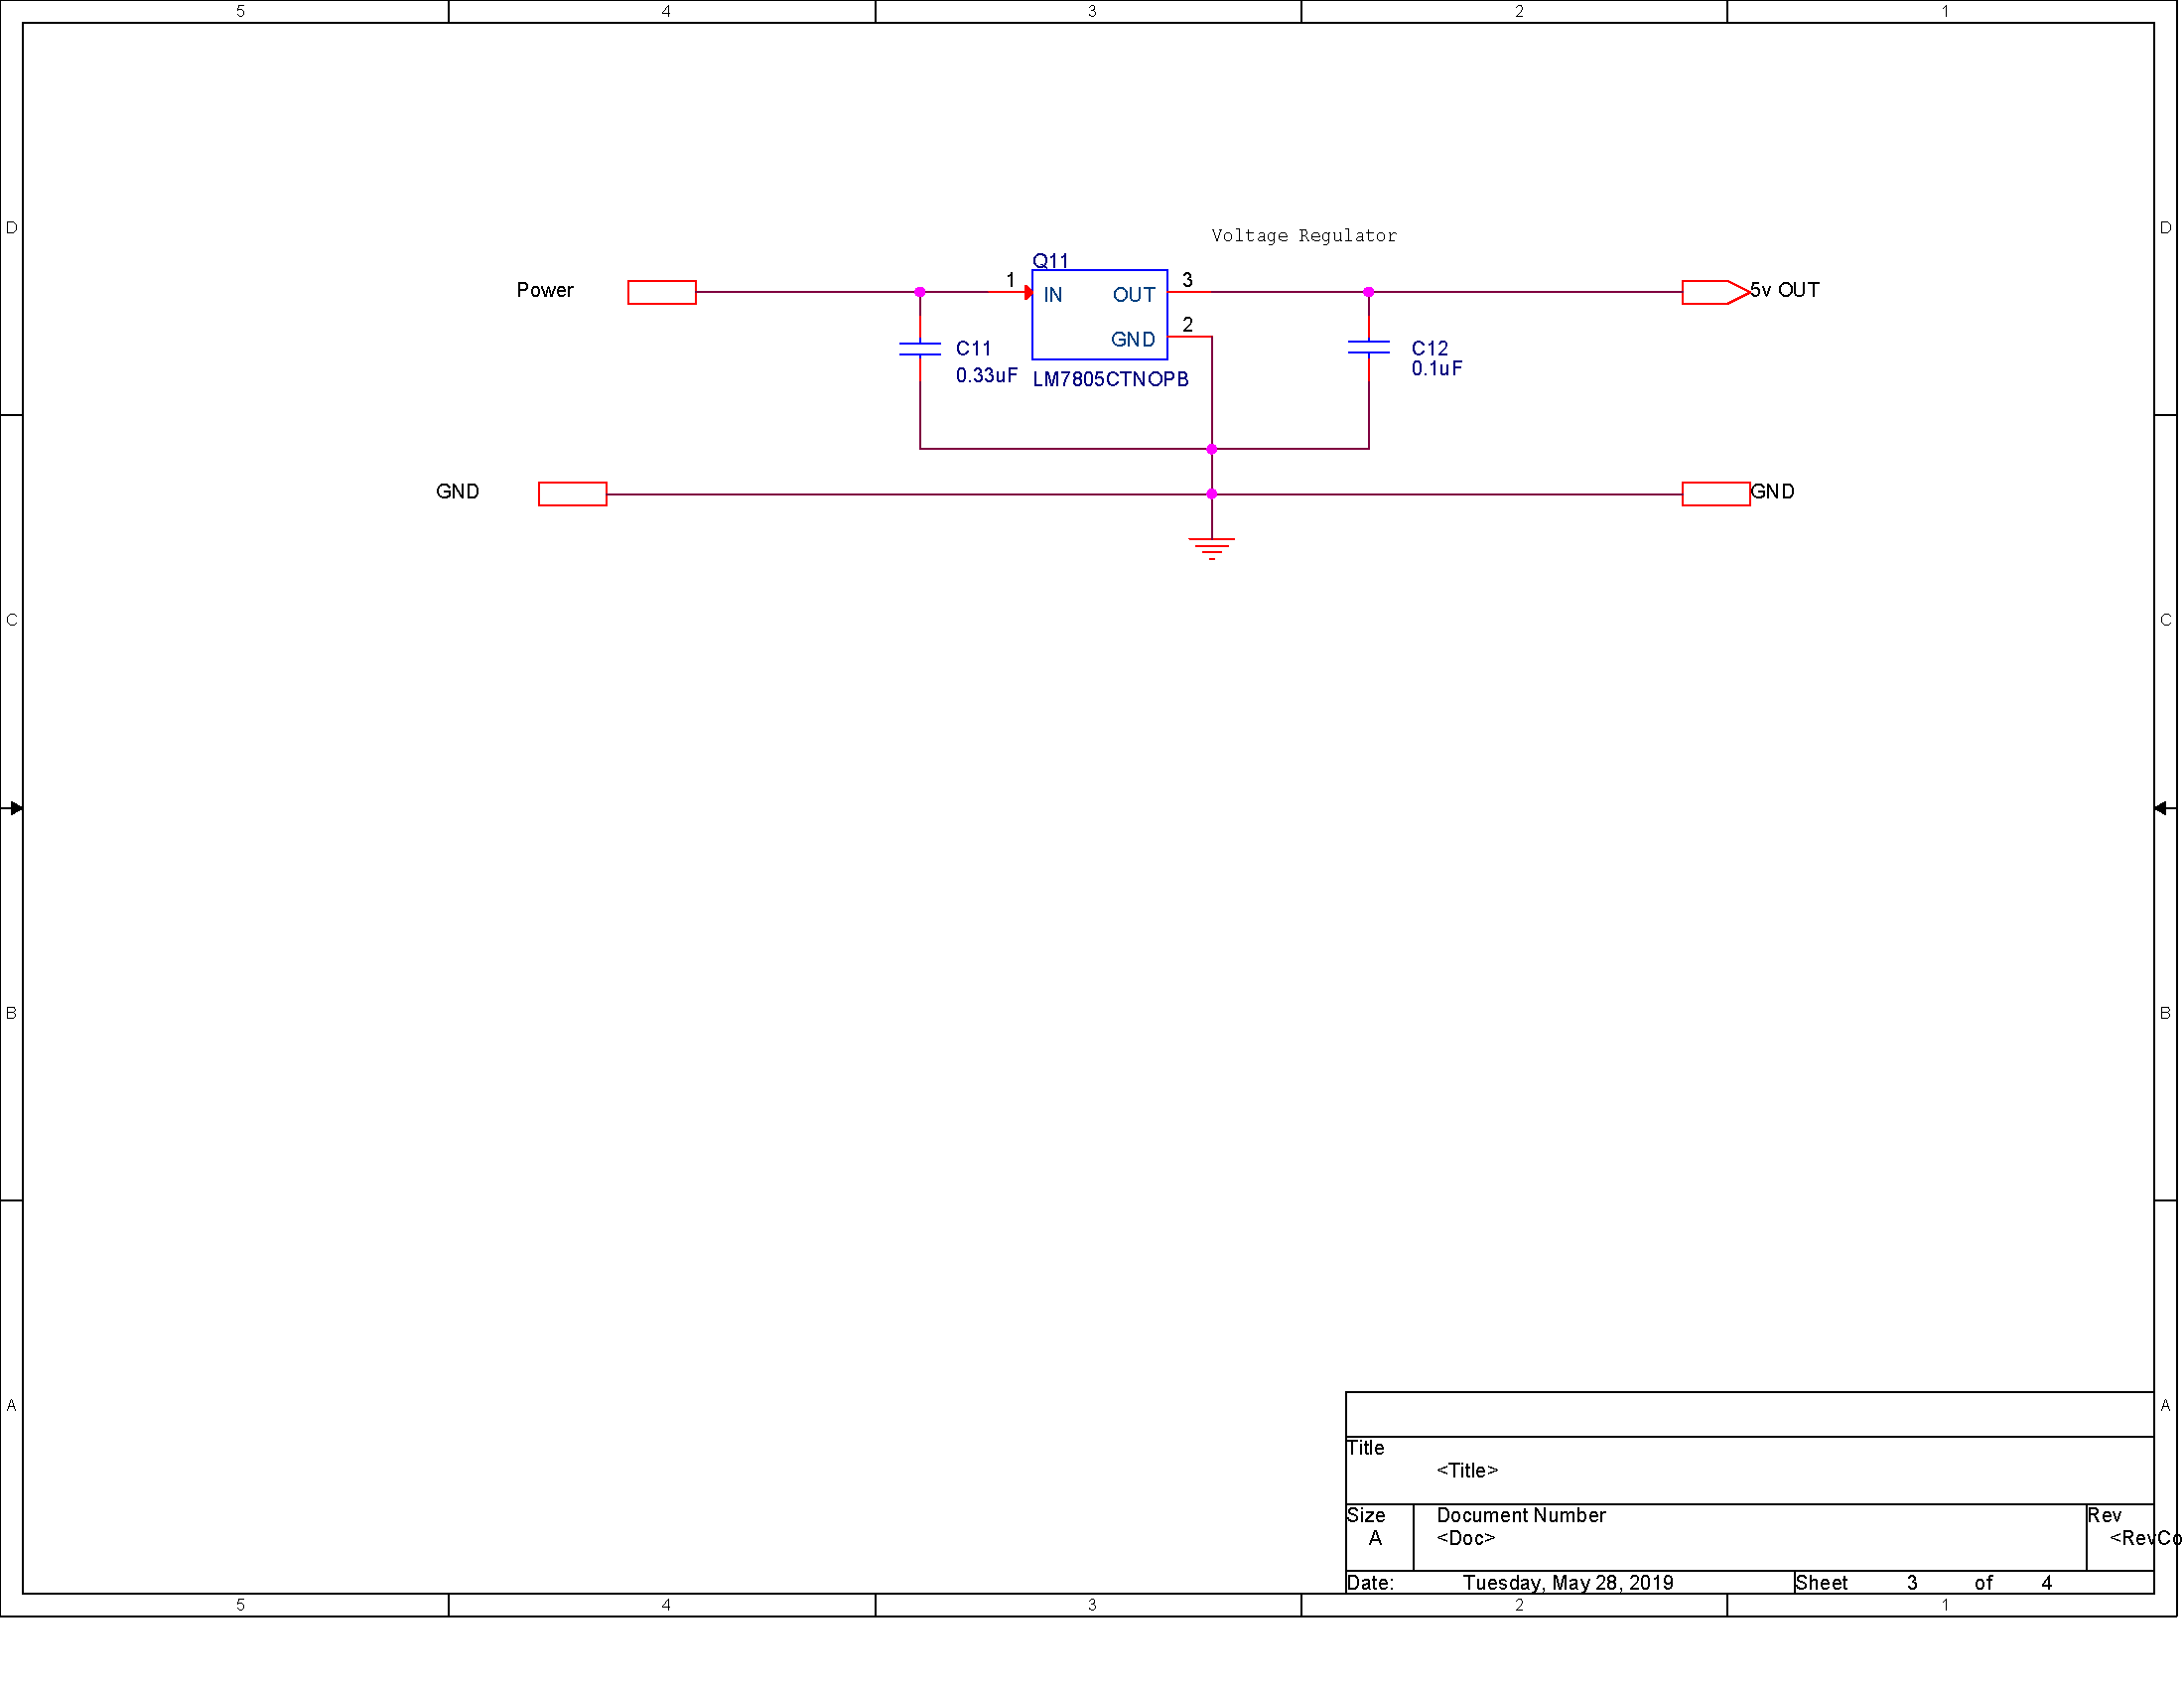 5 4 3 2 1
D D
Voltage Regulator
Q11
Power 1 IN OUT 3 5v OUT
2
GND
C11 C12
0.33uF LM7805CTNOPB 0.1uF
GND GND
C C
B B
A A
Title
<Title>
Size Document Number Rev
A <Doc> <RevCo
Date: Tuesday, May 28, 2019 Sheet 3 of 4
5 4 3 2 1